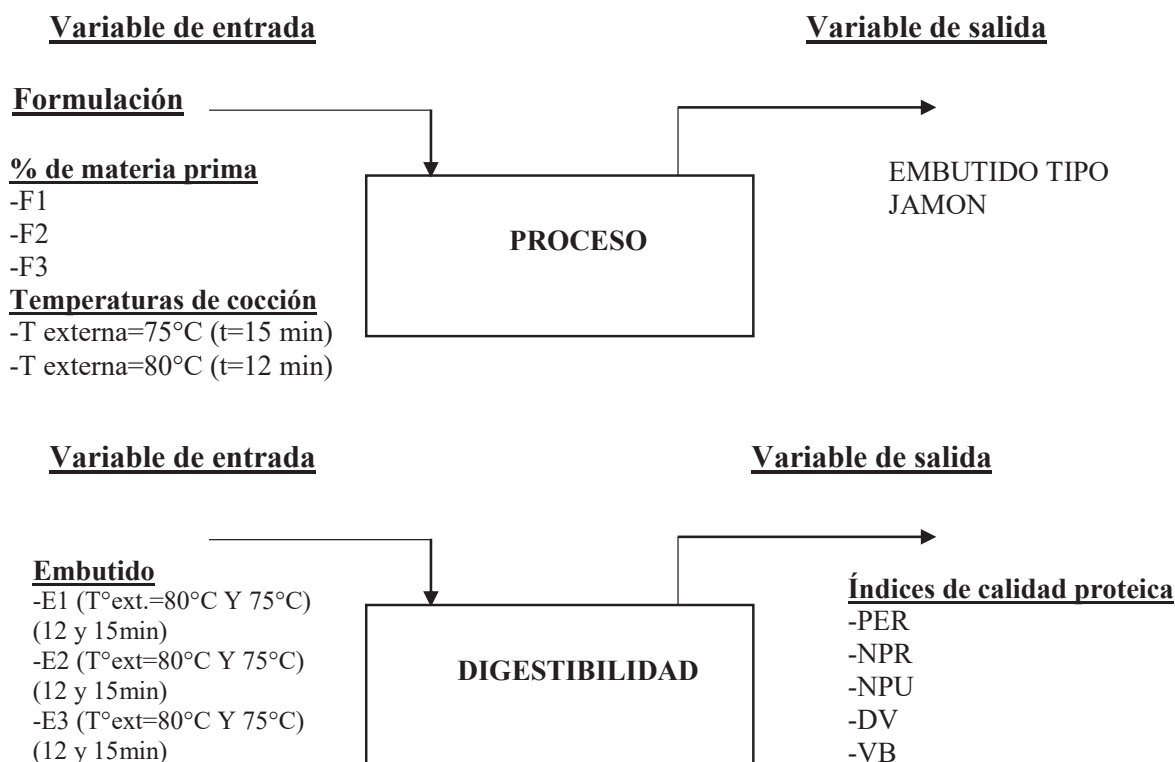 Variable de entrada
Variable de salida
Formulación
% de materia prima
-F1
-F2
-F3
Temperaturas de cocción
-T externa=75°C (t=15 min)
-T externa=80°C (t=12 min)
PROCESO
EMBUTIDO TIPO
JAMON
Variable de entrada
Variable de salida
Embutido
-E1 (T°ext.=80°C Y 75°C)
(12 y 15min)
-E2 (T°ext=80°C Y 75°C)
(12 y 15min)
-E3 (T°ext=80°C Y 75°C)
(12 y 15min)
DIGESTIBILIDAD
Índices de calidad proteica
-PER
-NPR
-NPU
-DV
-VB